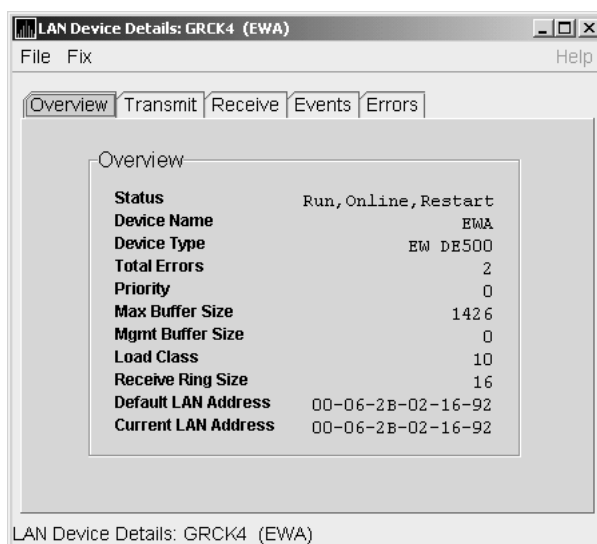 LAN Device Details: GRCK4 (EWA)
File Fix Help
Overview Transmit Receive Events Errors
Overview
Status Run,Online,Restart
Device Name EWA
Device Type EW DE500
Total Errors 2
Priority 0
Max Buffer Size 1426
Mgmt Buffer Size 0
Load Class 10
Receive Ring Size 16
Default LAN Address 00-06-2B-02-16-92
Current LAN Address 00-06-2B-02-16-92
LAN Device Details: GRCK4 (EWA)